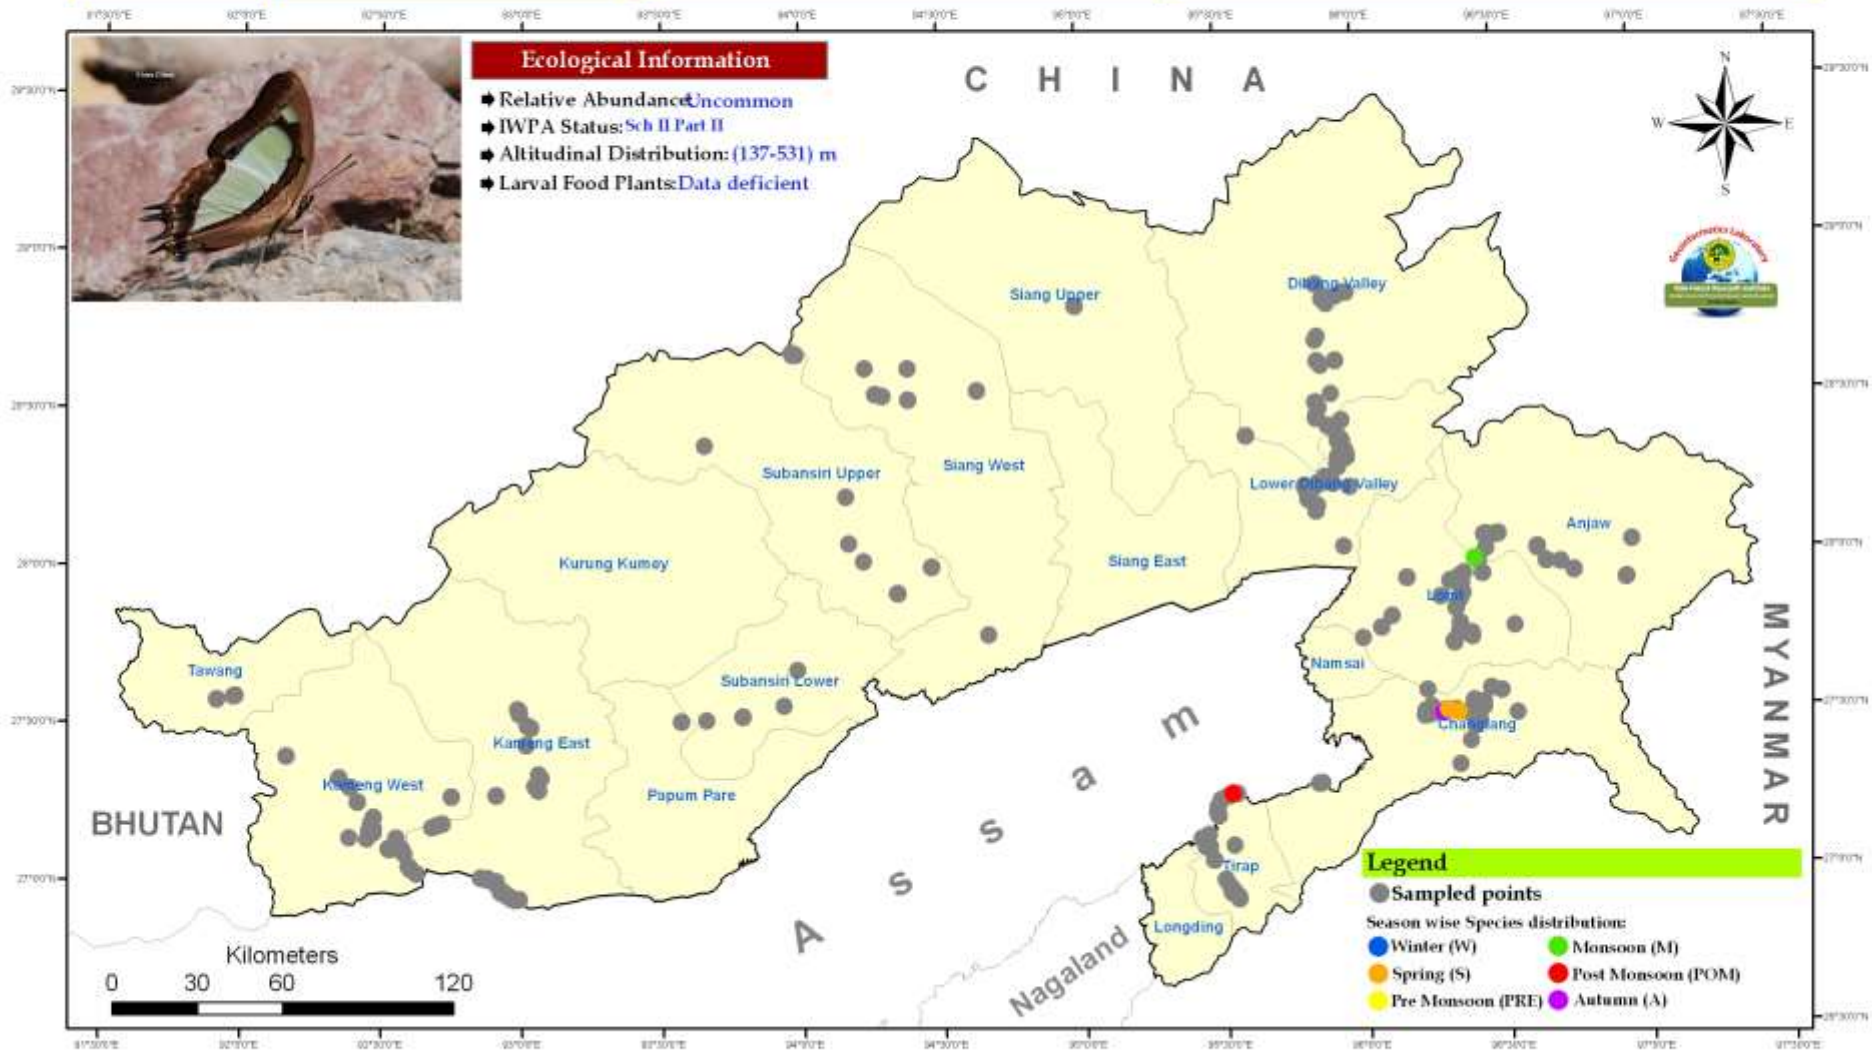 C H I N A
Ecological Information
Relative Abundance:Uncommon
IWPA Status: Sch II Part II
Altitudinal Distribution: (137-531) m
Larval Food Plants:Data deficient
N
W E
S
Geoinformatics Laboratory
Siang Upper
Dibang Valley
Subansiri Upper
Siang West
Lower Dibang Valley
Anjaw
Kurung Kumey
Siang East
Lohit
Tawang
Subansiri Lower
Namsai
MYANMAR
Kameng East
Changlang
Kameng West
Papum Pare
BHUTAN
A s s a m
Tirap
Longding
Nagaland
Kilometers
0 30 60 120
Legend
Sampled points
Season wise Species distribution:
Winter (W)
Monsoon (M)
Spring (S)
Post Monsoon (POM)
Pre Monsoon (PRE)
Autumn (A)